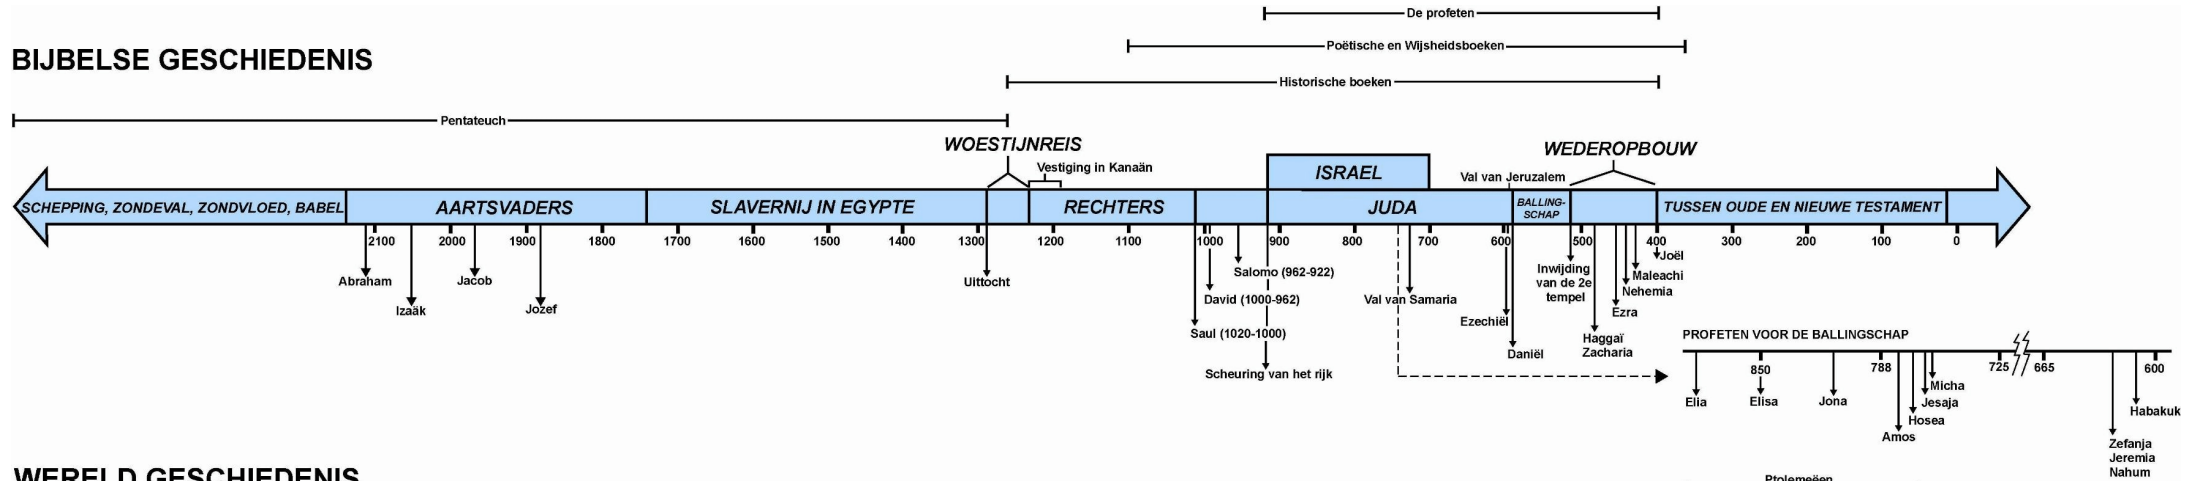 De profeten
Poëtische en Wijsheidsboeken
BIJBELSE GESCHIEDENIS
Historische boeken
Pentateuch
WOESTIJNREIS
WEDEROPBOUW
Vestiging in Kanaän
ISRAEL
Val van Jeruzalem
SCHEPPING, ZONDEVAL, ZONDVLOED, BABEL
AARTSVADERS
SLAVERNIJ IN EGYPTE
RECHTERS
JUDA
BALLING-
SCHAP
TUSSEN OUDE EN NIEUWE TESTAMENT
2100 2000 1900 1800 1700 1600 1500 1400 1300 1200 1100 1000 900 800 700 600 500 400 300 200 100 0
Abraham
Izaäk
Jacob
Jozef
Uittocht
Salomo (962-922)
David (1000-962)
Saul (1020-1000)
Scheuring van het rijk
Val van Samaria
Ezechiël
Daniël
Inwijding
van de 2e
tempel
Haggaï
Zacharia
Ezra
Nehemia
Maleachi
Joël
PROFETEN VOOR DE BALLINGSCHAP
850 788 725 665 600
Elia
Elisa
Jona
Amos
Hosea
Jesaja
Micha
Habakuk
Zefanja
Jeremia
Nahum
WERELD GESCHIEDENIS
Ptolemeëen